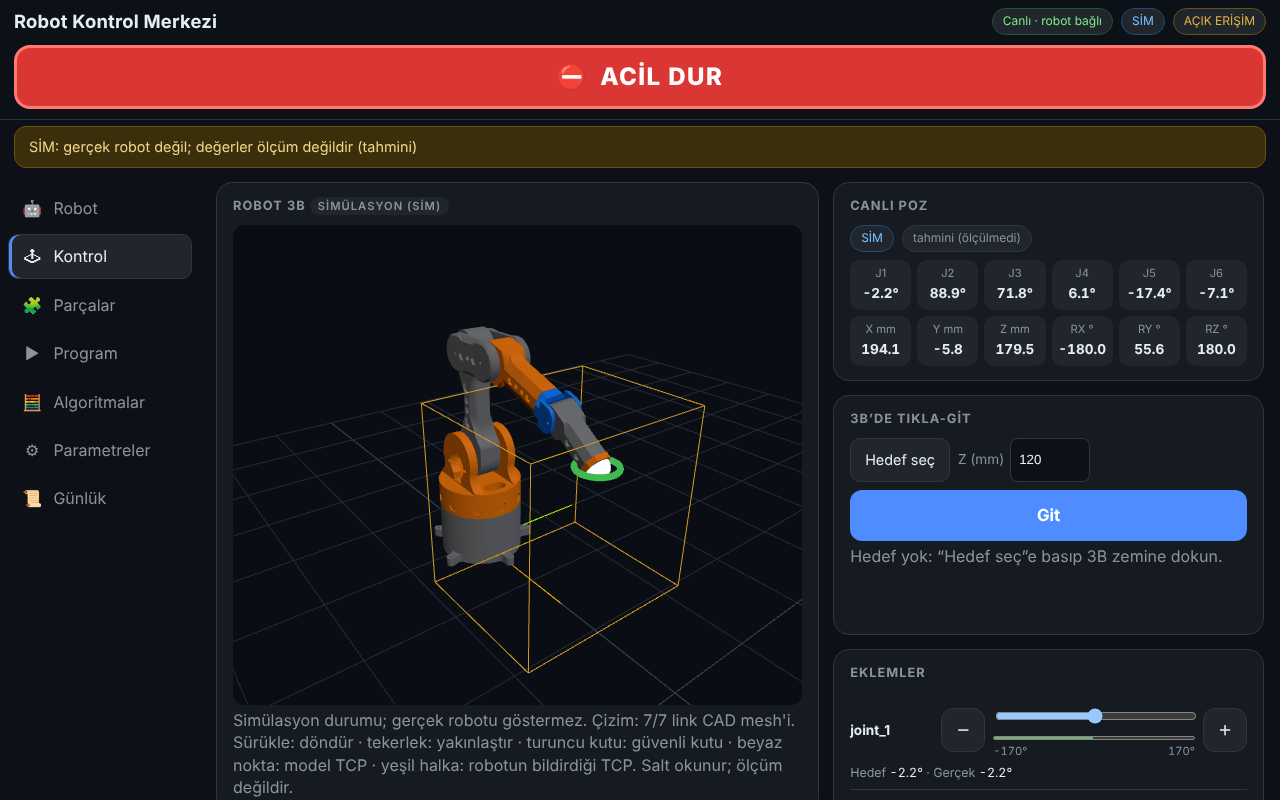 Robot Kontrol Merkezi
Canlı · robot bağlı
SİM
AÇIK ERİŞİM
ACİL DUR
SİM: gerçek robot değil; değerler ölçüm değildir (tahmini)
Robot
Kontrol
Parçalar
Program
Algoritmalar
Parametreler
Günlük
ROBOT 3B SİMÜLASYON (SİM)
Simülasyon durumu; gerçek robotu göstermez. Çizim: 7/7 link CAD mesh'i.
Sürükle: döndür · tekerlek: yakınlaştır · turuncu kutu: güvenli kutu · beyaz
nokta: model TCP · yeşil halka: robotun bildirdiği TCP. Salt okunur; ölçüm
değildir.
CANLI POZ
SİM tahmini (ölçülmedi)
J1 J2 J3 J4 J5 J6
-2.2° 88.9° 71.8° 6.1° -17.4° -7.1°
X mm Y mm Z mm RX ° RY ° RZ °
194.1 -5.8 179.5 -180.0 55.6 180.0
3B’DE TIKLA-GİT
Hedef seç Z (mm) 120
Git
Hedef yok: “Hedef seç”e basıp 3B zemine dokun.
EKLEMLER
joint_1 − +
-170° 170°
Hedef -2.2° · Gerçek -2.2°